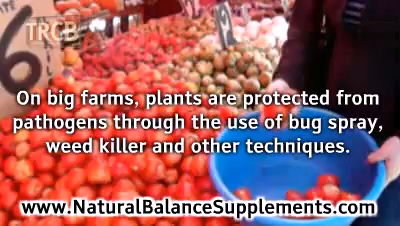 TRCB
6
On big farms, plants are protected from
pathogens through the use of bug spray,
weed killer and other techniques.
www.NaturalBalanceSupplements.com